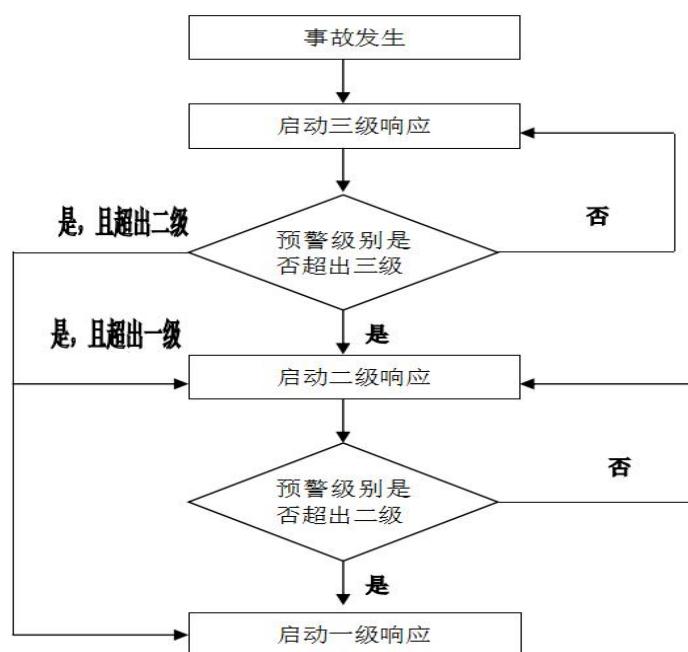 事故发生
启动三级响应
是，且超出二级
否
预警级别是
否超出三级
是，且超出一级
是
启动二级响应
否
预警级别是
否超出二级
是
启动一级响应